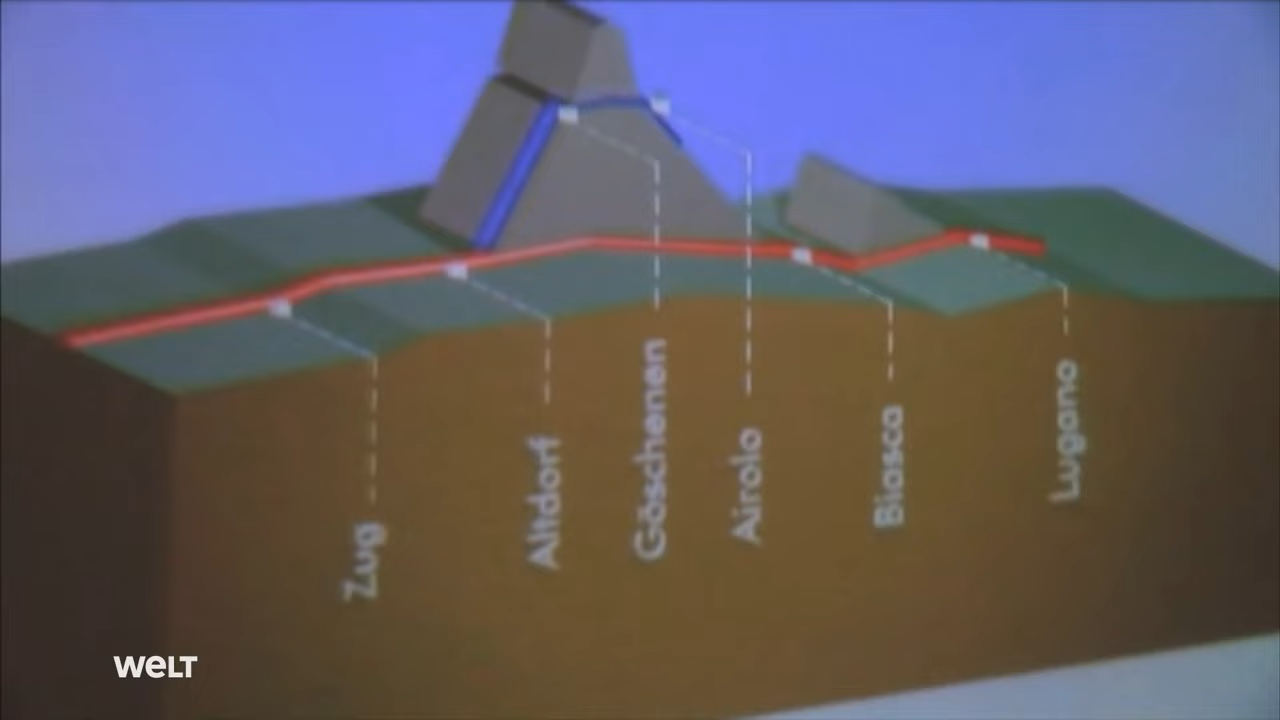 Zug
Altdorf
Göschenen
Airolo
Biasca
Lugano
WELT